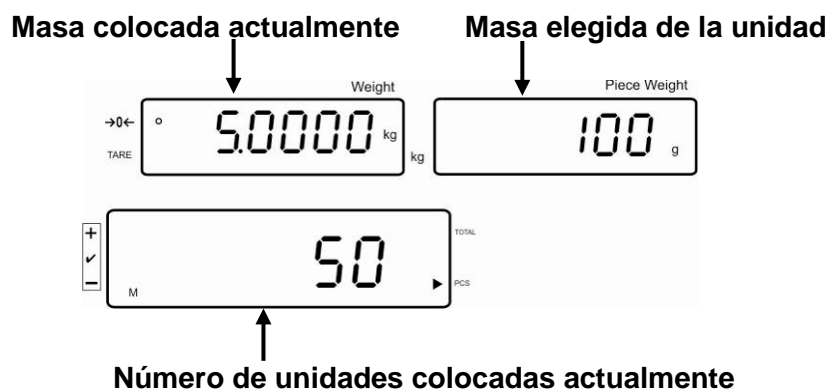 Masa colocada actualmente
Masa elegida de la unidad
Weight
Piece Weight
→0←
TARE
5.0000 kg
kg
100 g
+
✔
−
50
M
TOTAL
PCS
Número de unidades colocadas actualmente